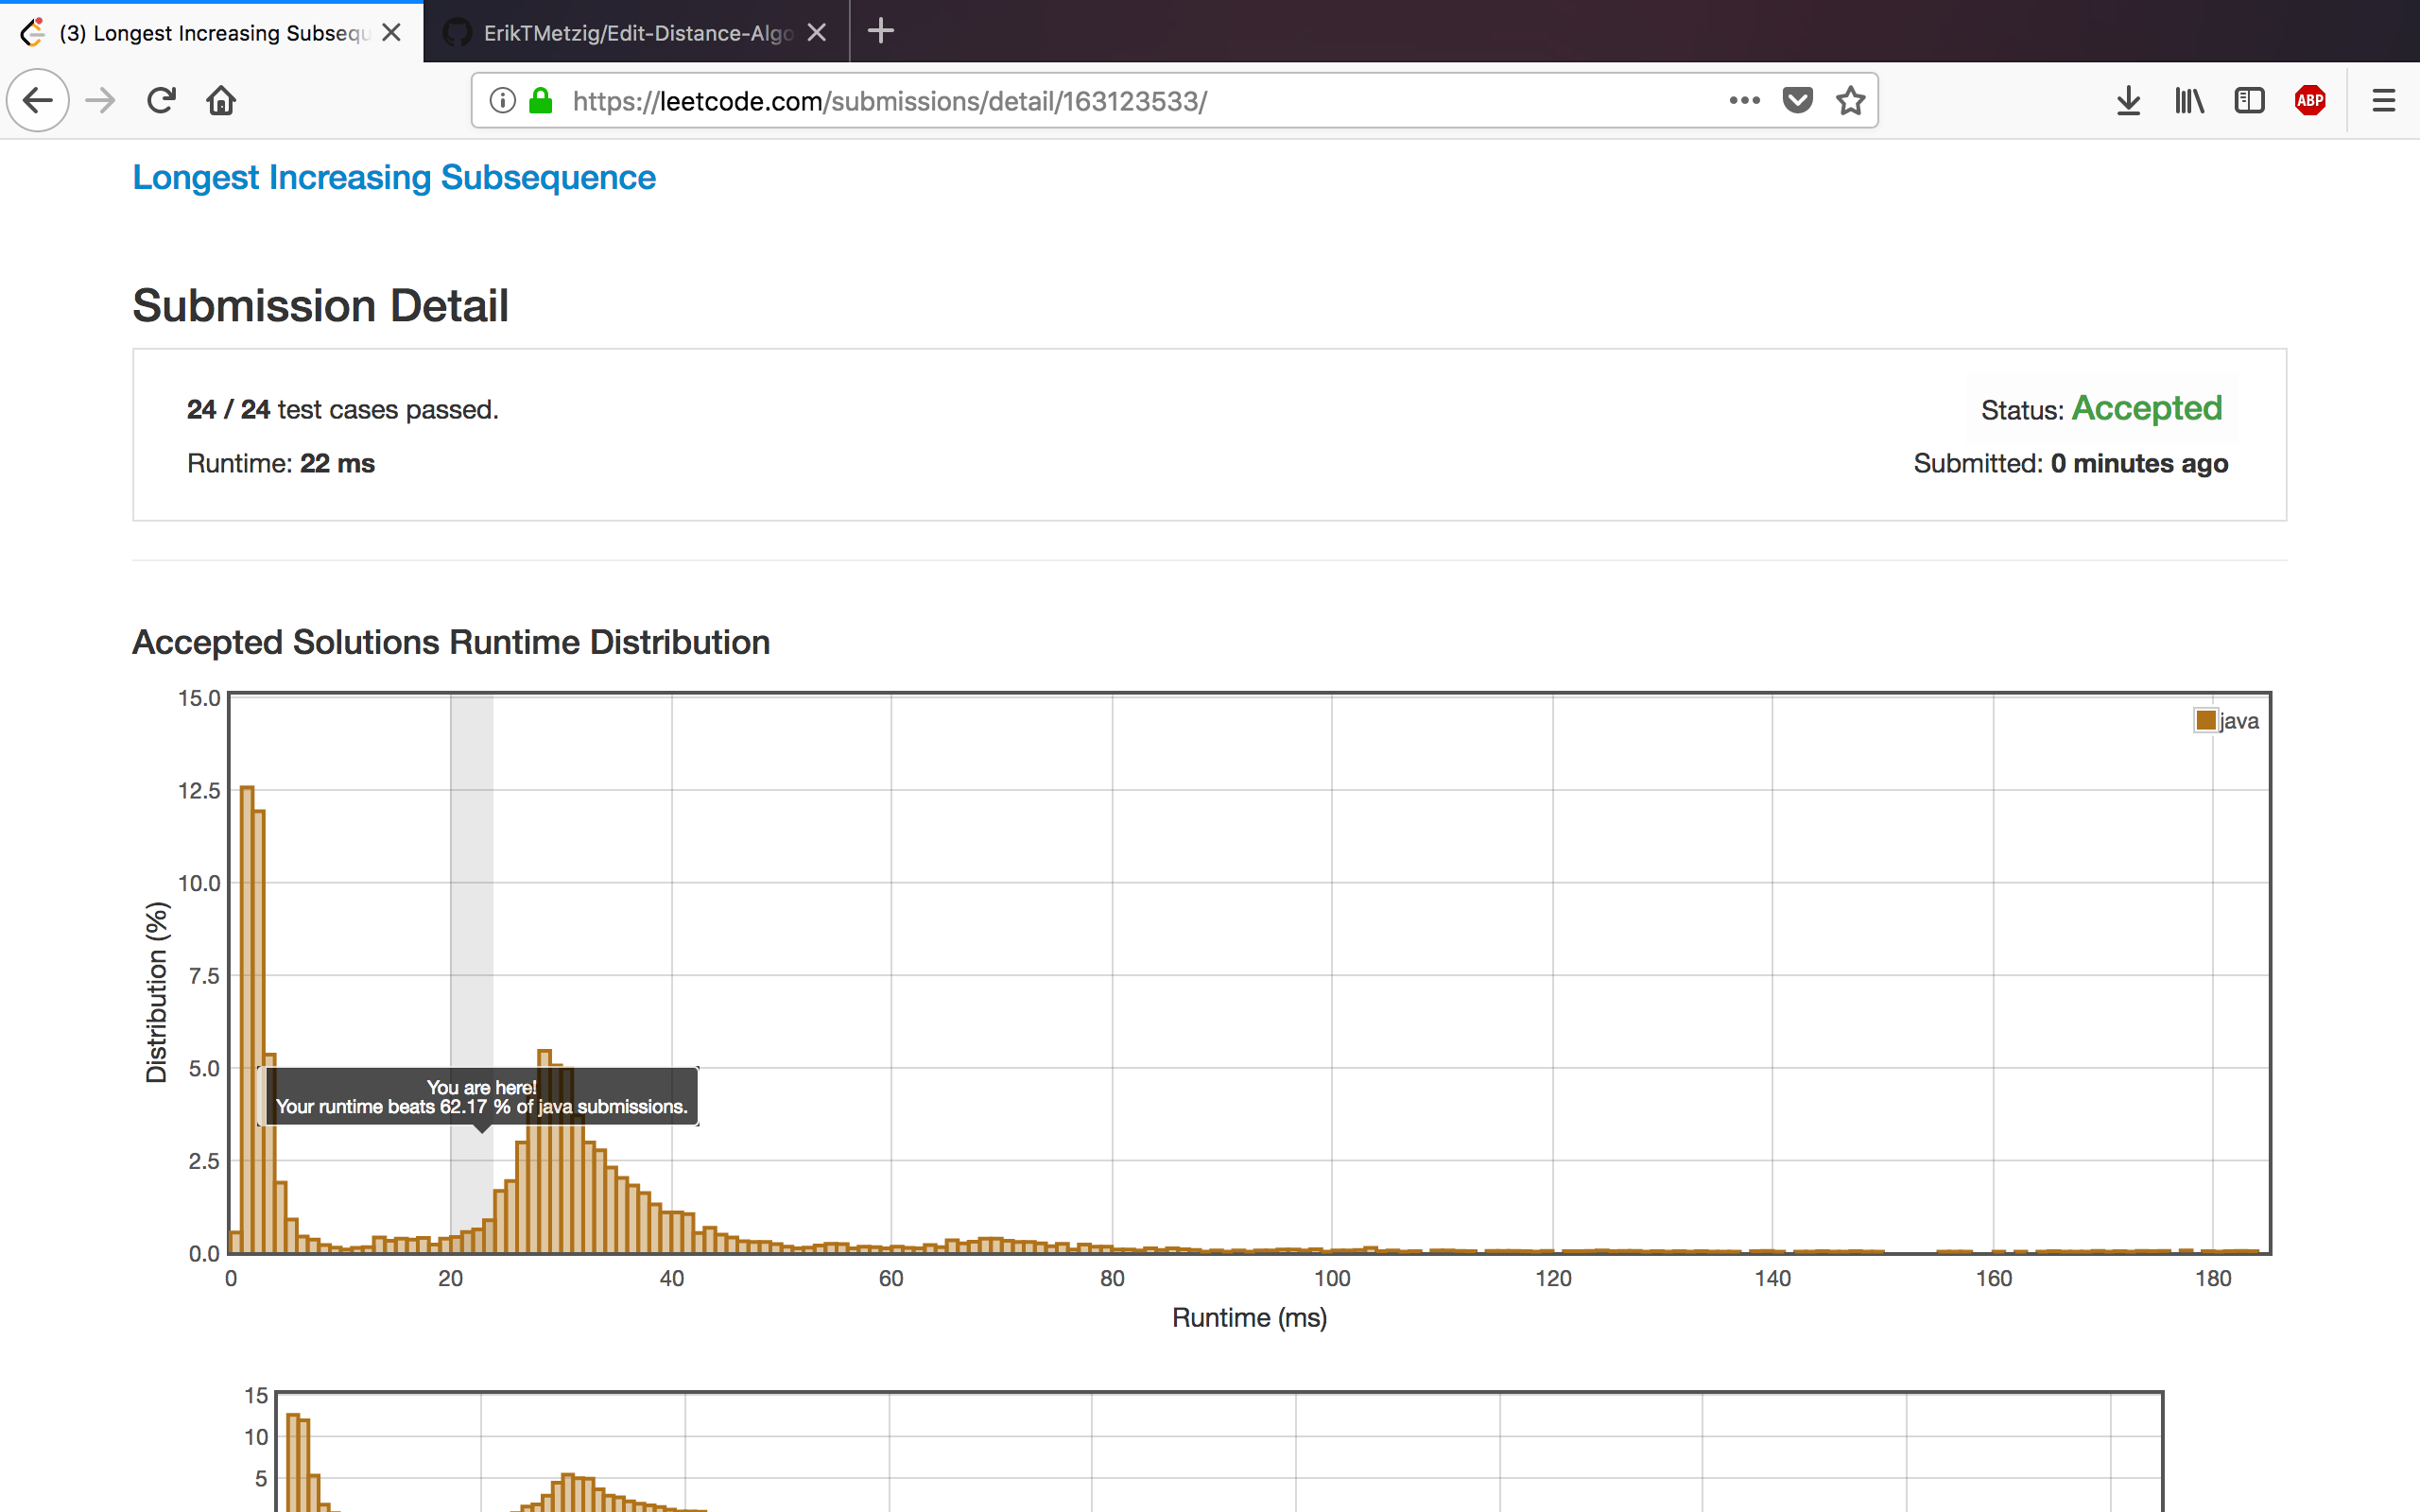 (3) Longest Increasing Subsequ
ErikTMetzig/Edit-Distance-Algo
https://leetcode.com/submissions/detail/163123533/
ABP
Longest Increasing Subsequence
Submission Detail
24 / 24 test cases passed.
Status: Accepted
Runtime: 22 ms
Submitted: 0 minutes ago
Accepted Solutions Runtime Distribution
15.0
12.5
10.0
7.5
5.0
2.5
0.0
Distribution (%)
java
You are here!
Your runtime beats 62.17 % of java submissions.
0 20 40 60 80 100 120 140 160 180
Runtime (ms)
15
10
5